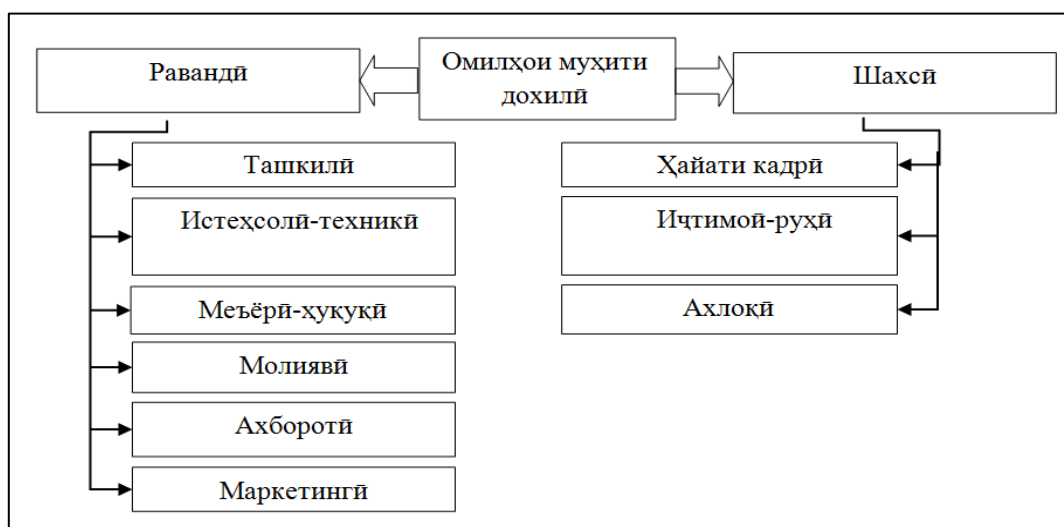 Равандӣ
Омилҳои муҳити
дохилӣ
Шахсӣ
Ташкилӣ
Истеҳсолӣ-техникӣ
Меъёрӣ-ҳуқуқӣ
Молиявӣ
Ахборотӣ
Маркетингӣ
Ҳайати кадрӣ
Иҷтимоӣ-руҳӣ
Ахлоқӣ